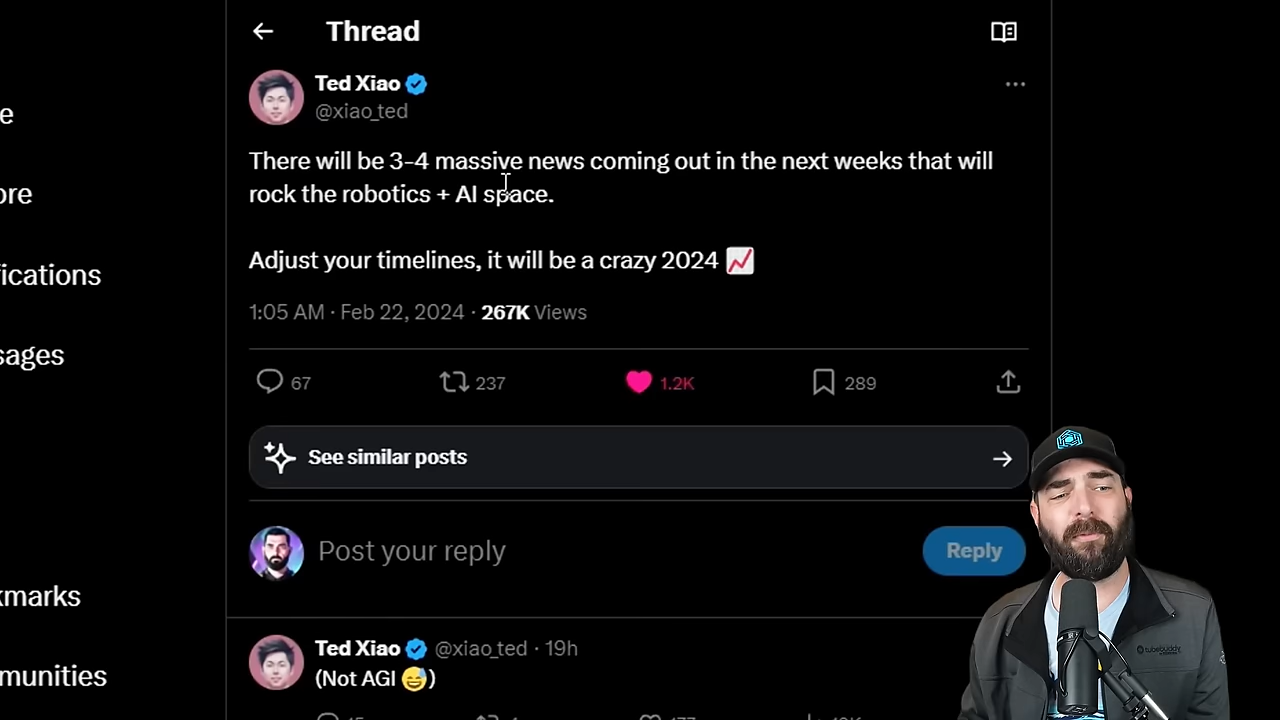 Thread
Ted Xiao
@xiao_ted
There will be 3-4 massive news coming out in the next weeks that will
rock the robotics + AI space.
Adjust your timelines, it will be a crazy 2024 📈
1:05 AM · Feb 22, 2024 · 267K Views
67 237 1.2K 289
See similar posts
Post your reply
Reply
Ted Xiao @xiao_ted · 19h
(Not AGI 😅)
e
ore
fications
sages
kmarks
munities
tubebuddy